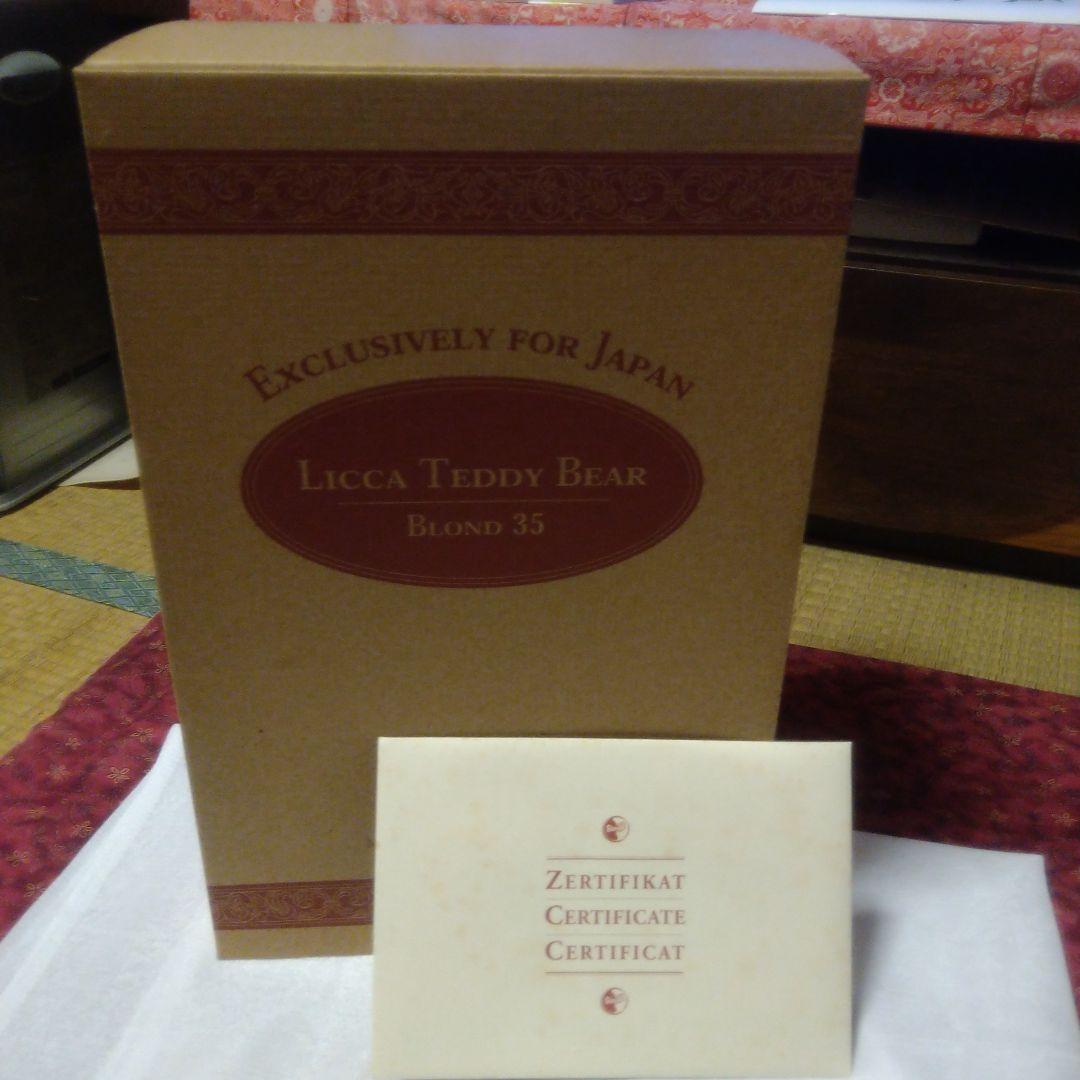 Exclusively for Japan
Licca Teddy Bear
Blond 35
Zertifikat
Certificate
Certificat